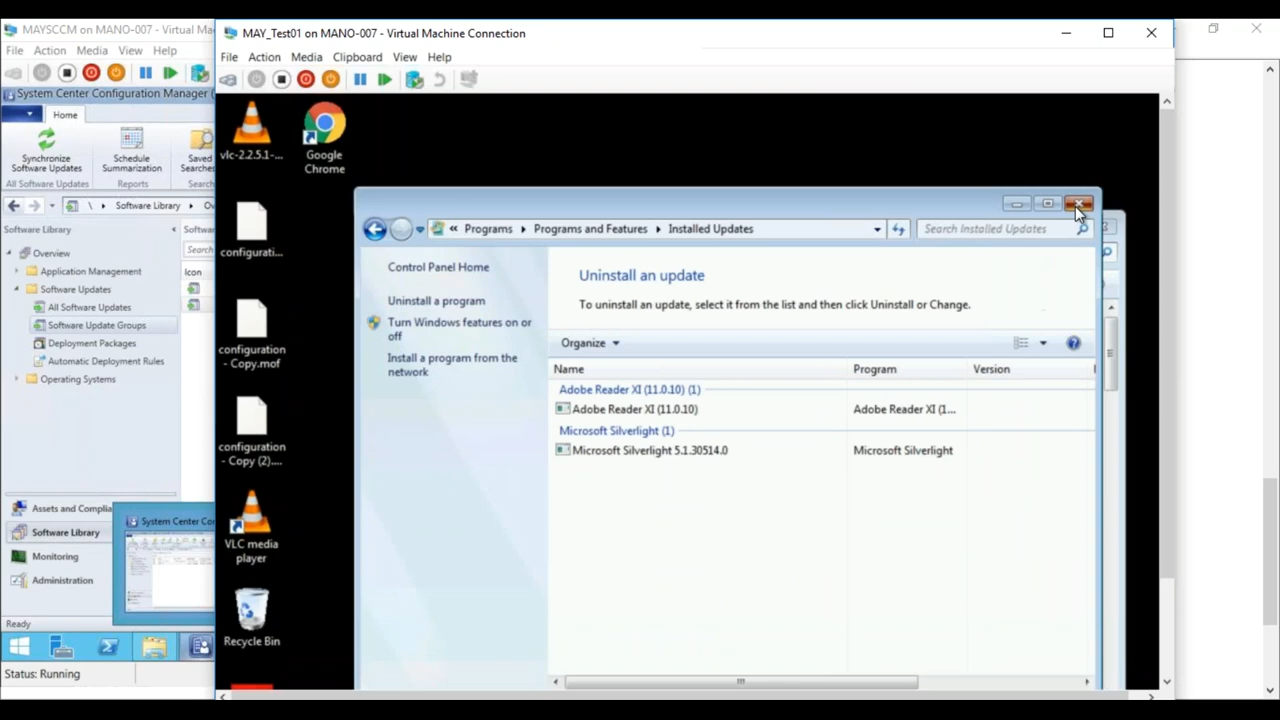 MAYSCCM on MANO-007 - Virtual Ma
File Action Media View Help
System Center Configuration Manager (
Home
Synchronize
Software Updates
Schedule
Summarization
Saved
Searches
All Software Updates
Reports
Search
\ Software Library Ov
Software Library
Softwar
Search
Icon
Overview
Application Management
Software Updates
All Software Updates
Software Update Groups
Deployment Packages
Automatic Deployment Rules
Operating Systems
Assets and Complia
Software Library
Monitoring
Administration
System Center Co
Ready
Status: Running
MAY_Test01 on MANO-007 - Virtual Machine Connection
File Action Media Clipboard View Help
vlc-2.2.5.1-...
Google
Chrome
configurati...
configuration
- Copy.mof
configuration
- Copy (2)....
VLC media
player
Recycle Bin
« Programs Programs and Features Installed Updates
Search Installed Updates
Control Panel Home
Uninstall a program
Turn Windows features on or
off
Install a program from the
network
Uninstall an update
To uninstall an update, select it from the list and then click Uninstall or Change.
Organize
Name Program Version
Adobe Reader XI (11.0.10) (1)
Adobe Reader XI (11.0.10) Adobe Reader XI (1...
Microsoft Silverlight (1)
Microsoft Silverlight 5.1.30514.0 Microsoft Silverlight